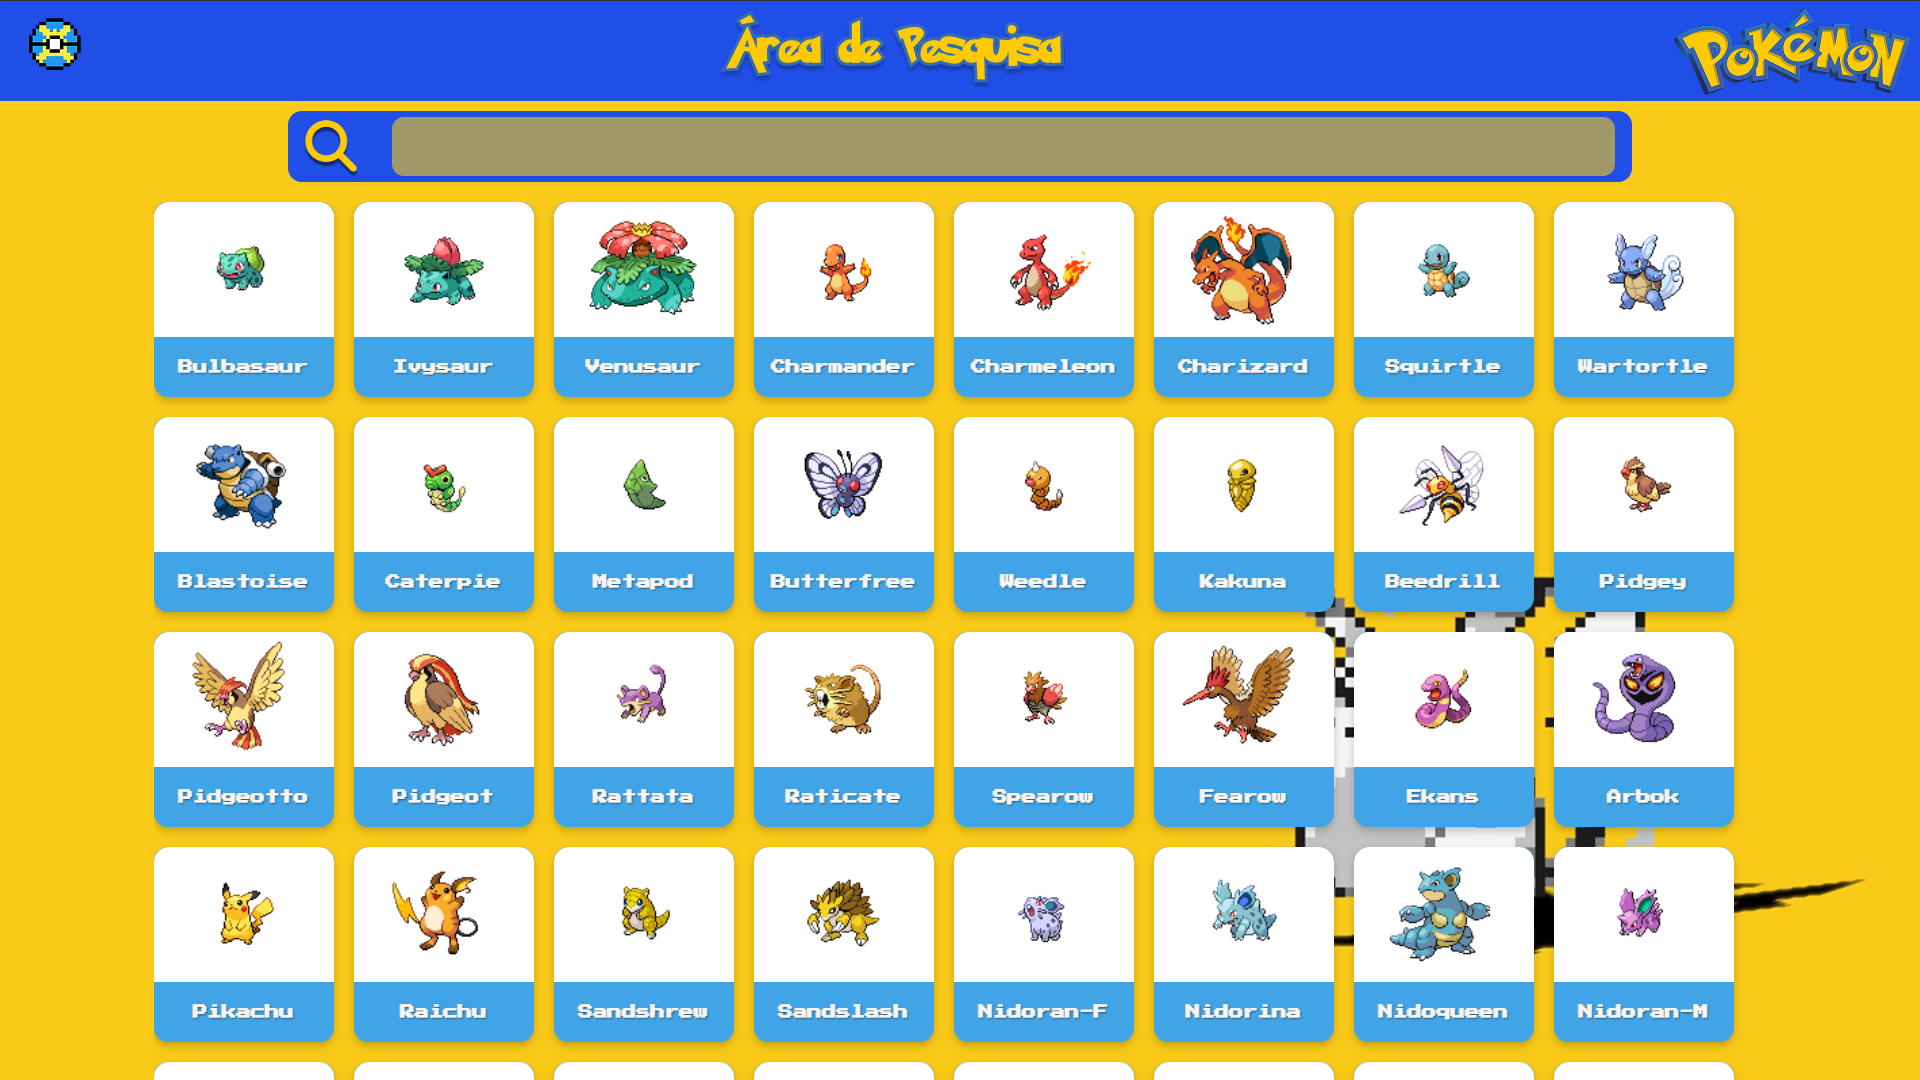 Área de Pesquisa
POKÉMON
Bulbasaur
Ivysaur
Venusaur
Charmander
Charmeleon
Charizard
Squirtle
Wartortle
Blastoise
Caterpie
Metapod
Butterfree
Weedle
Kakuna
Beedrill
Pidgey
Pidgeotto
Pidgeot
Rattata
Raticate
Spearow
Fearow
Ekans
Arbok
Pikachu
Raichu
Sandshrew
Sandslash
Nidoran-F
Nidorina
Nidoqueen
Nidoran-M